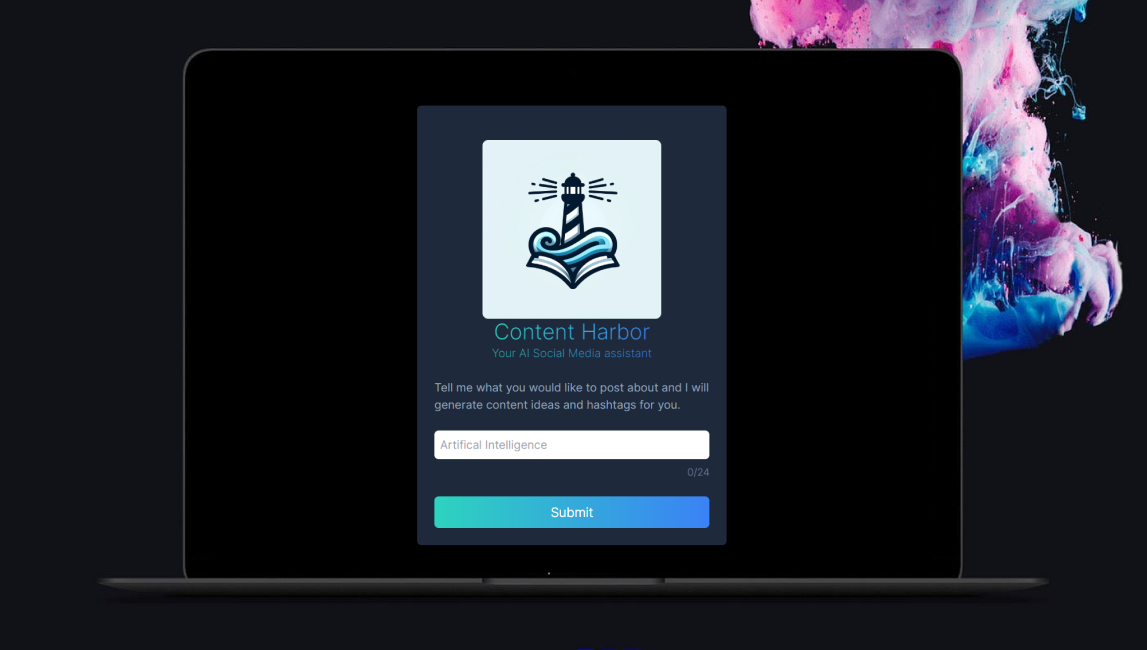 Content Harbor
Your AI Social Media assistant
Tell me what you would like to post about and I will
generate content ideas and hashtags for you.
Artifical Intelligence
0/24
Submit